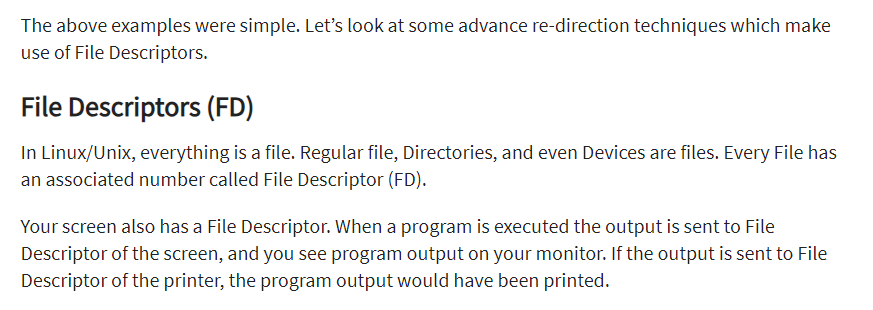 The above examples were simple. Let’s look at some advance re-direction techniques which make
use of File Descriptors.
File Descriptors (FD)
In Linux/Unix, everything is a file. Regular file, Directories, and even Devices are files. Every File has
an associated number called File Descriptor (FD).
Your screen also has a File Descriptor. When a program is executed the output is sent to File
Descriptor of the screen, and you see program output on your monitor. If the output is sent to File
Descriptor of the printer, the program output would have been printed.